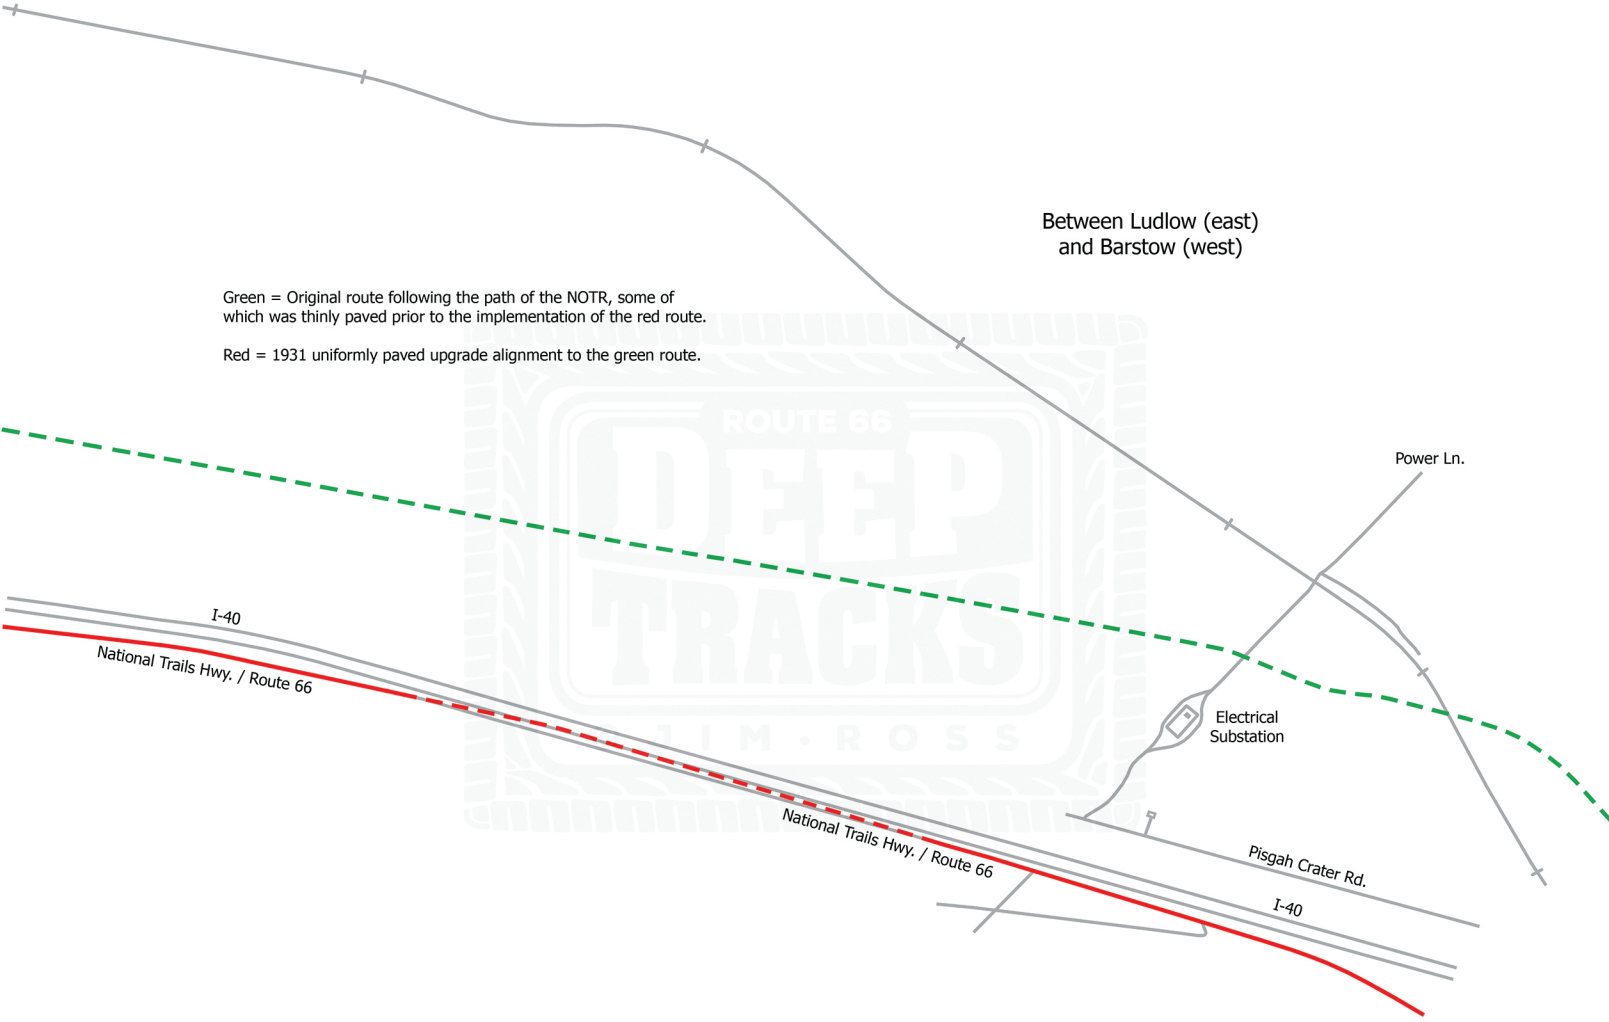 Between Ludlow (east)
and Barstow (west)
Green = Original route following the path of the NOTR, some of
which was thinly paved prior to the implementation of the red route.
Red = 1931 uniformly paved upgrade alignment to the green route.
ROUTE 66
DEEP
TRACKS
JIM · ROSS
Power Ln.
I-40
National Trails Hwy. / Route 66
Electrical
Substation
National Trails Hwy. / Route 66
Pisgah Crater Rd.
I-40